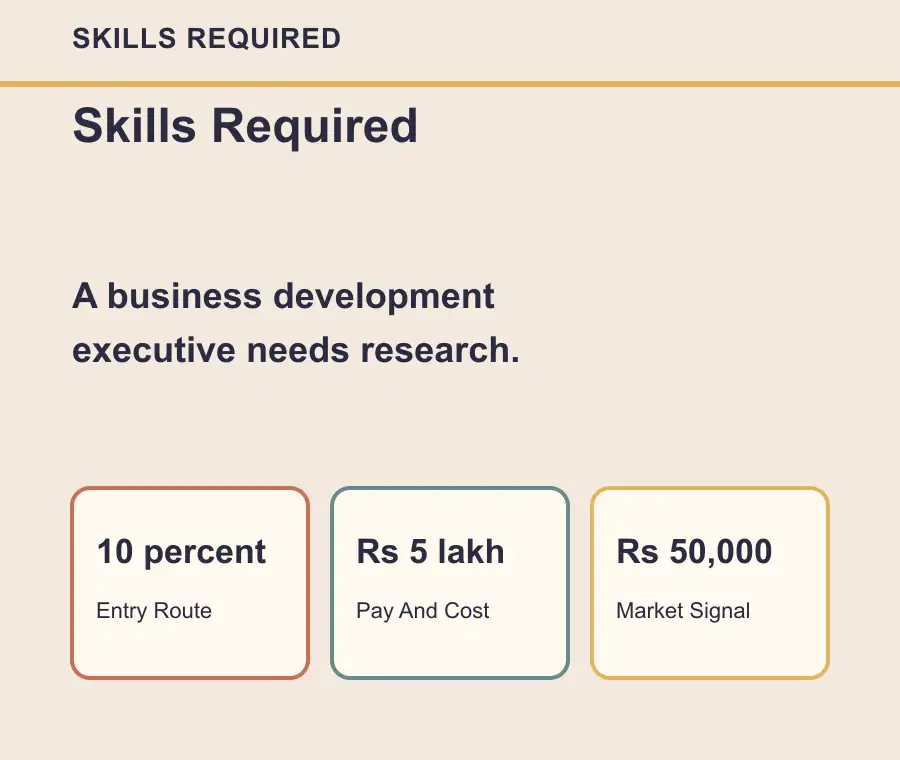 SKILLS REQUIRED
Skills Required
A business development
executive needs research.
10 percent
Entry Route
Rs 5 lakh
Pay And Cost
Rs 50,000
Market Signal